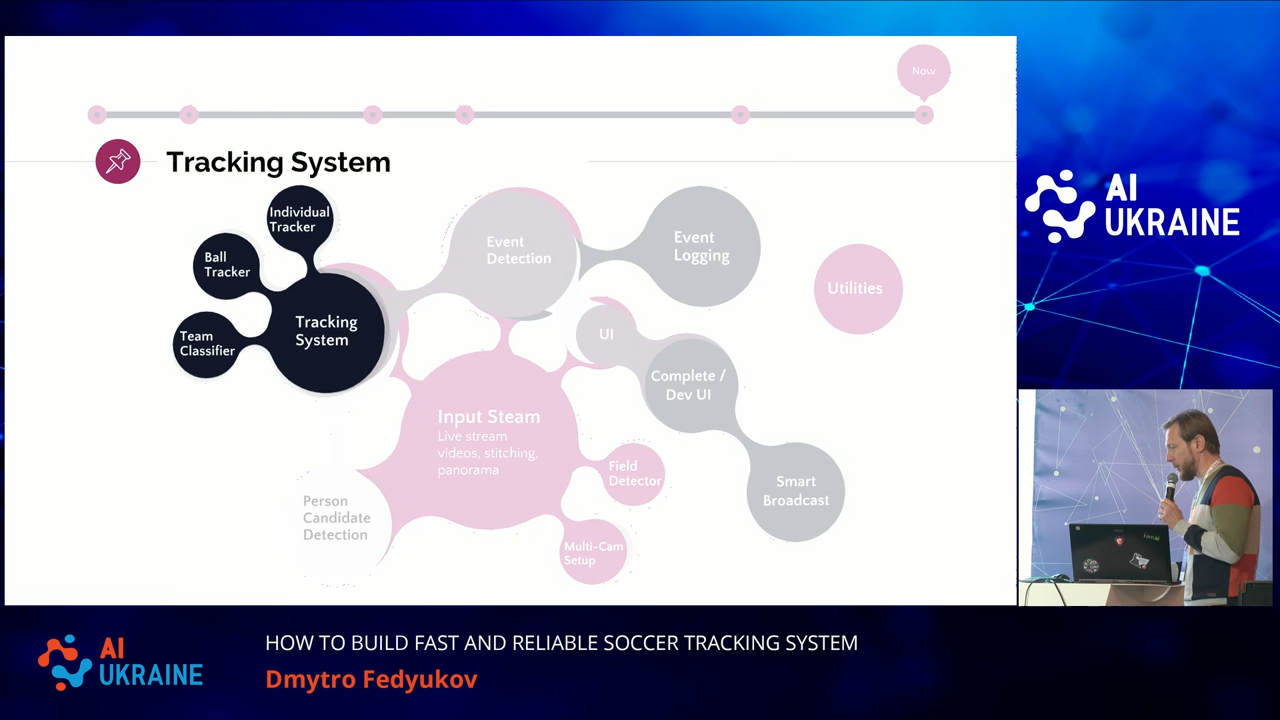 Now
Tracking System
Individual
Tracker
Ball
Tracker
Team
Classifier
Tracking
System
Event
Detection
Event
Logging
Utilities
UI
Complete /
Dev UI
Input Steam
Live stream
videos, stitching,
panorama
Field
Detector
Smart
Broadcast
Person
Candidate
Detection
Multi-Cam
Setup
AI
UKRAINE
AI
UKRAINE
HOW TO BUILD FAST AND RELIABLE SOCCER TRACKING SYSTEM
Dmytro Fedyukov